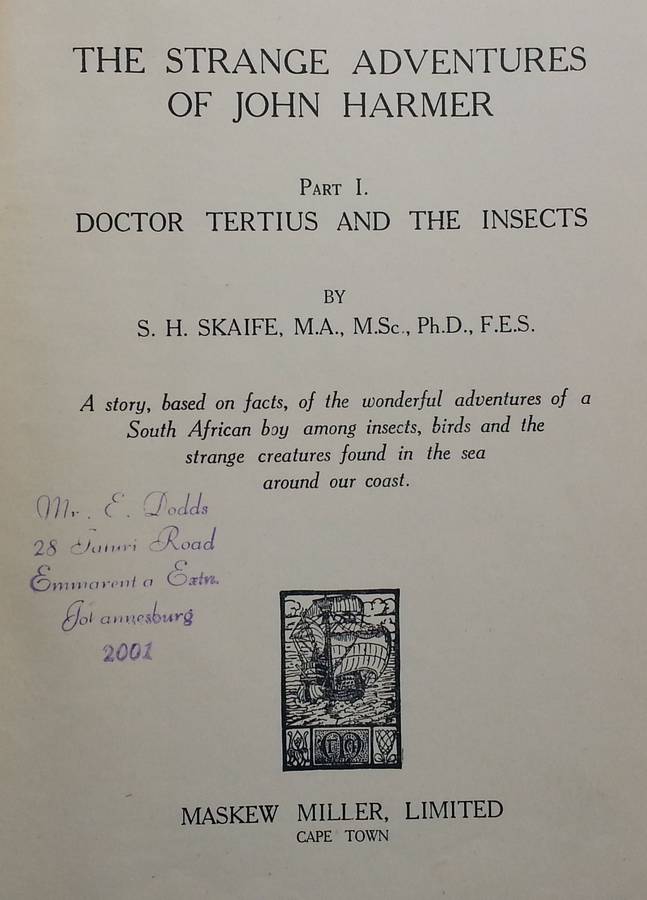 THE STRANGE ADVENTURES
OF JOHN HARMER
PART I.
DOCTOR TERTIUS AND THE INSECTS
BY
S. H. SKAIFE, M.A., M.Sc., Ph.D., F.E.S.
A story, based on facts, of the wonderful adventures of a
South African boy among insects, birds and the
strange creatures found in the sea
around our coast.
Mr. E. Dodds
28 Road
Emmarentia Extn.
Johannesburg
2001
MASKEW MILLER, LIMITED
CAPE TOWN